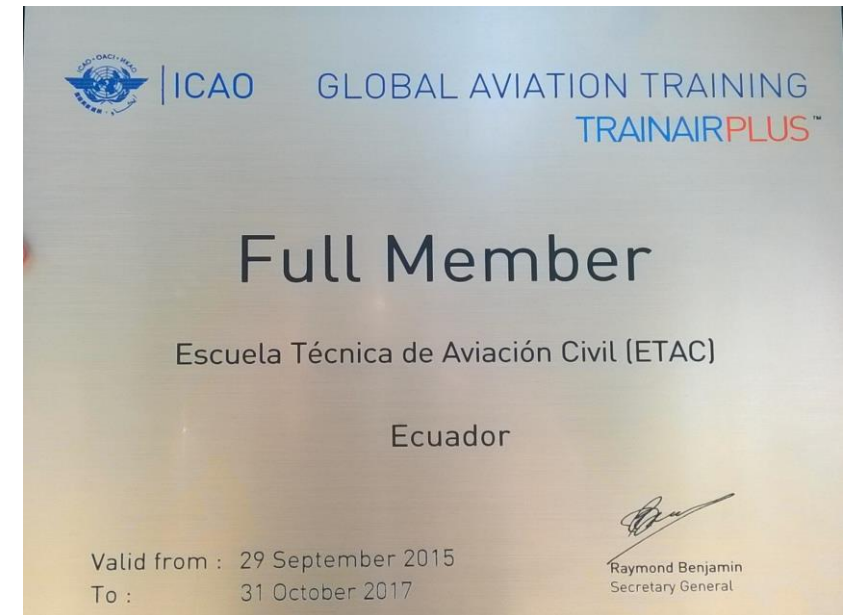 ICAO
GLOBAL AVIATION TRAINING
TRAINAIRPLUS™
Full Member
Escuela Técnica de Aviación Civil (ETAC)
Ecuador
Valid from : 29 September 2015
To : 31 October 2017
Raymond Benjamin
Secretary General